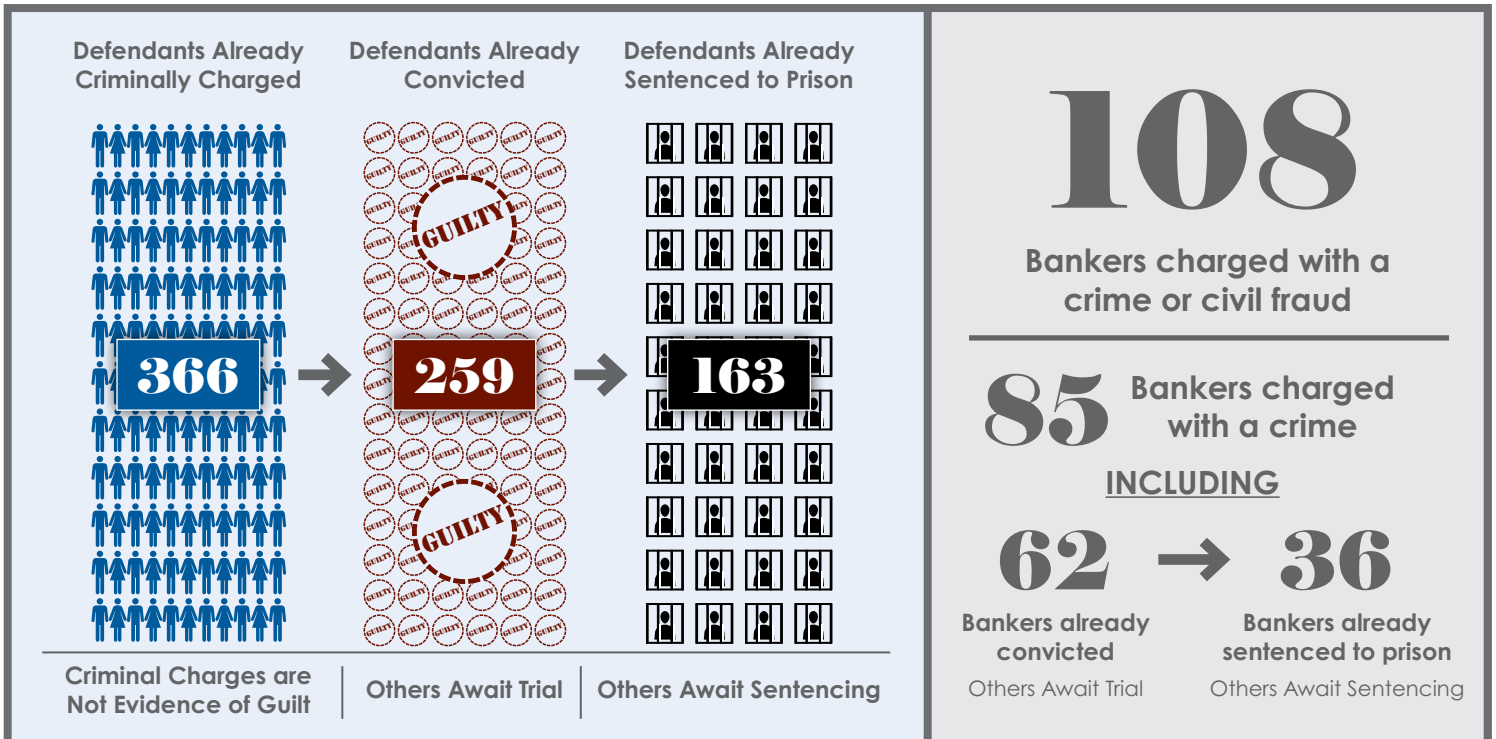 Defendants Already
Criminally Charged
366
Criminal Charges are
Not Evidence of Guilt
Defendants Already
Convicted
GUILTY
259
GUILTY
Others Await Trial
Defendants Already
Sentenced to Prison
163
Others Await Sentencing
108
Bankers charged with a
crime or civil fraud
85
Bankers charged
with a crime
INCLUDING
62
Bankers already
convicted
Others Await Trial
36
Bankers already
sentenced to prison
Others Await Sentencing